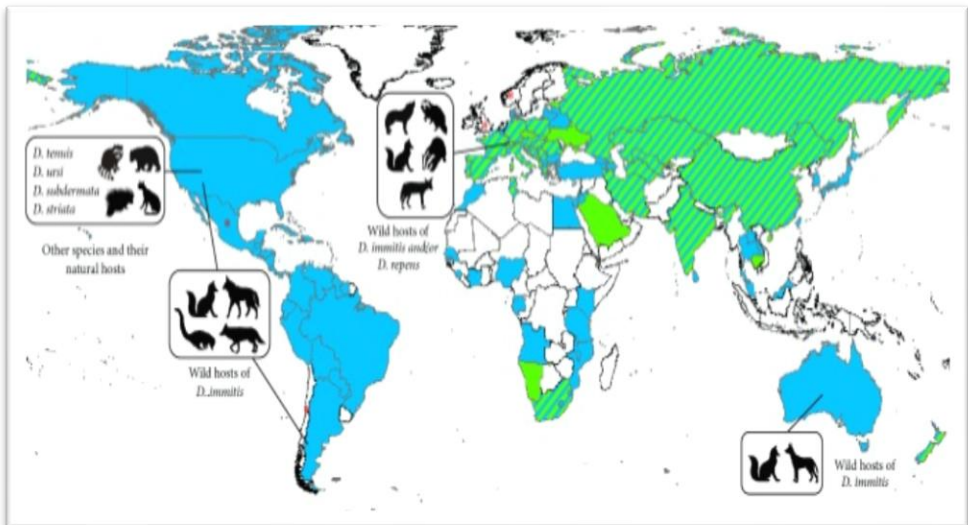 D. tenuis
D. ursi
D. subdermata
D. striata
Other species and their
natural hosts
Wild hosts of
D. immitis and/or
D. repens
Wild hosts of
D..immitis
Wild hosts of
D. immitis